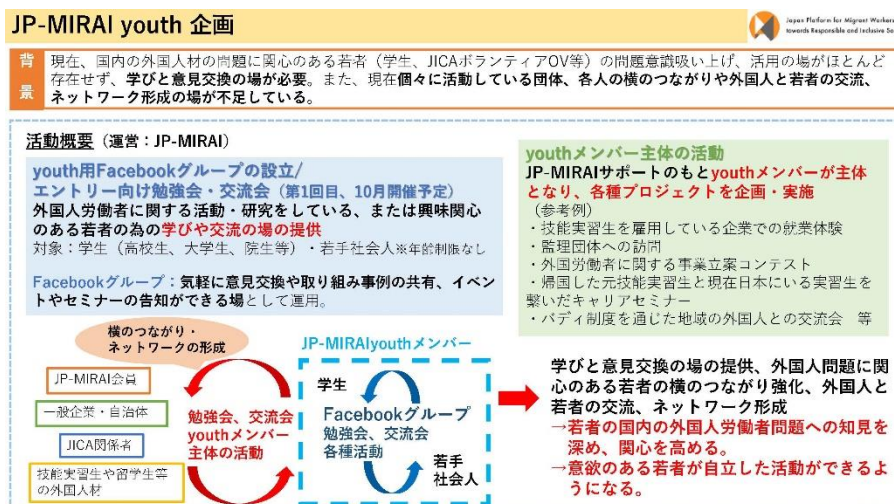 JP-MIRAI youth 企画
Japan Platform for Migrant Workers
towards Responsible and Inclusive So
背景
現在、国内の外国人材の問題に関心のある若者（学生、JICAボランティアOV等）の問題意識吸い上げ、活用の場がほとんど
存在せず、学びと意見交換の場が必要。また、現在個々に活動している団体、各人の横のつながりや外国人と若者の交流、
ネットワーク形成の場が不足している。
活動概要（運営：JP-MIRAI）
youth用Facebookグループの設立/
エントリー向け勉強会・交流会（第1回目、10月開催予定）
外国人労働者に関する活動・研究をしている、または興味関心
のある若者の為の学びや交流の場の提供
対象：学生（高校生、大学生、院生等）・若手社会人※年齢制限なし
Facebookグループ：気軽に意見交換や取り組み事例の共有、イベン
トやセミナーの告知ができる場として運用。
youthメンバー主体の活動
JP-MIRAIサポートのもとyouthメンバーが主体
となり、各種プロジェクトを企画・実施
（参考例）
・技能実習生を雇用している企業での就業体験
・監理団体への訪問
・外国労働者に関する事業立案コンテスト
・帰国した元技能実習生と現在日本にいる実習生を
繋いだキャリアセミナー
・バディ制度を通じた地域の外国人との交流会　等
横のつながり・
ネットワークの形成
JP-MIRAI会員
一般企業・自治体
JICA関係者
技能実習生や留学生等
の外国人材
勉強会、交流会
youthメンバー
主体の活動
JP-MIRAIyouthメンバー
学生
Facebookグループ
勉強会、交流会
各種活動
若手
社会人
学びと意見交換の場の提供、外国人問題に関
心のある若者の横のつながり強化、外国人と
若者の交流、ネットワーク形成
→若者の国内の外国人労働者問題への知見を
深め、関心を高める。
→意欲のある若者が自立した活動ができるよ
うになる。